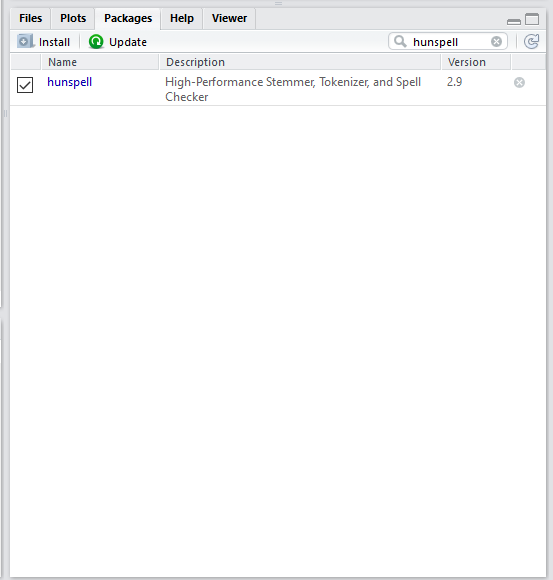 Files Plots Packages Help Viewer
Install Update hunspell
Name Description Version
hunspell High-Performance Stemmer, Tokenizer, and Spell 2.9
Checker